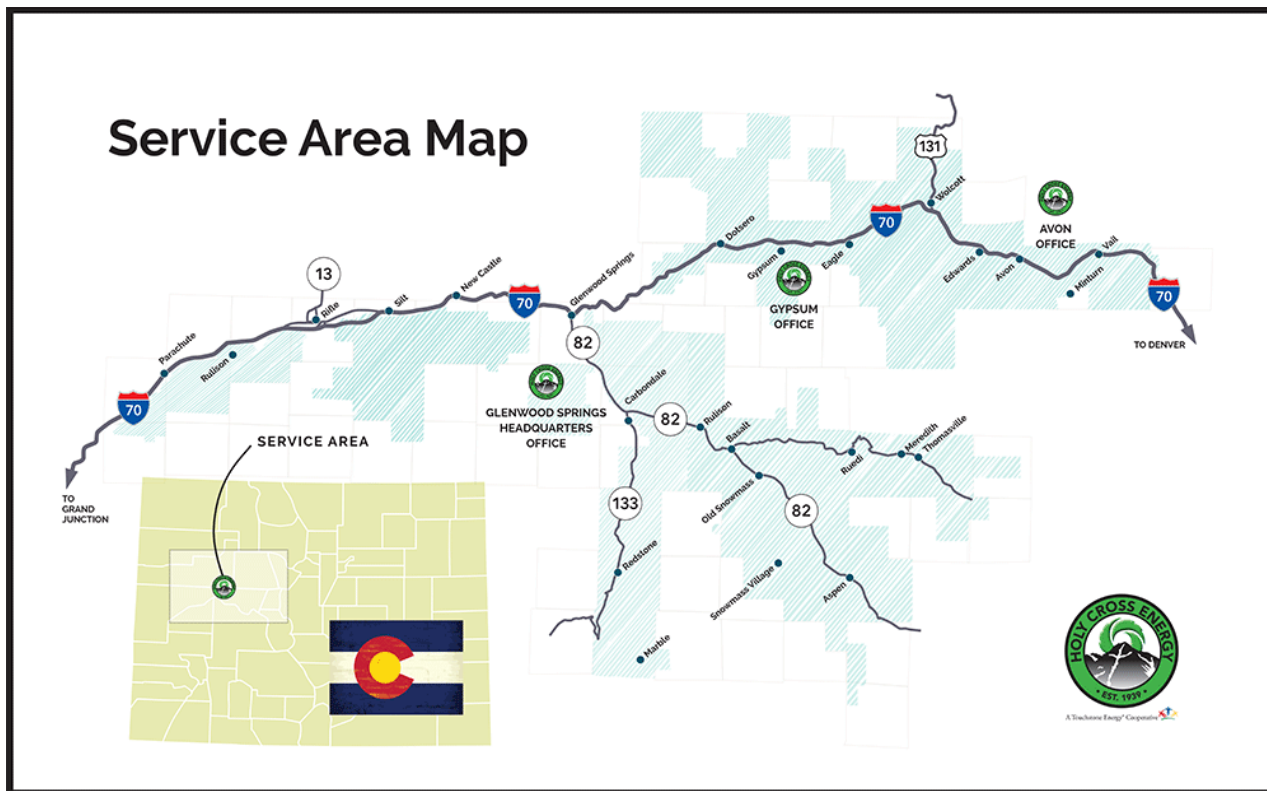 Service Area Map
131
Wolcott
AVON
OFFICE
70
Dotsero
Gypsum
Eagle
Edwards
Avon
Vail
Minturn
GYPSUM
OFFICE
70
TO DENVER
13
Rifle
Silt
New Castle
70
Glenwood Springs
Parachute
Rulison
82
70
GLENWOOD SPRINGS
HEADQUARTERS
OFFICE
Carbondale
82
Rulison
Basalt
Ruedi
Meredith
Thomasville
SERVICE AREA
TO
GRAND
JUNCTION
133
Old Snowmass
82
Redstone
Snowmass Village
Aspen
Marble
HOLY CROSS ENERGY
• EST. 1939 •
A Touchstone Energy® Cooperative